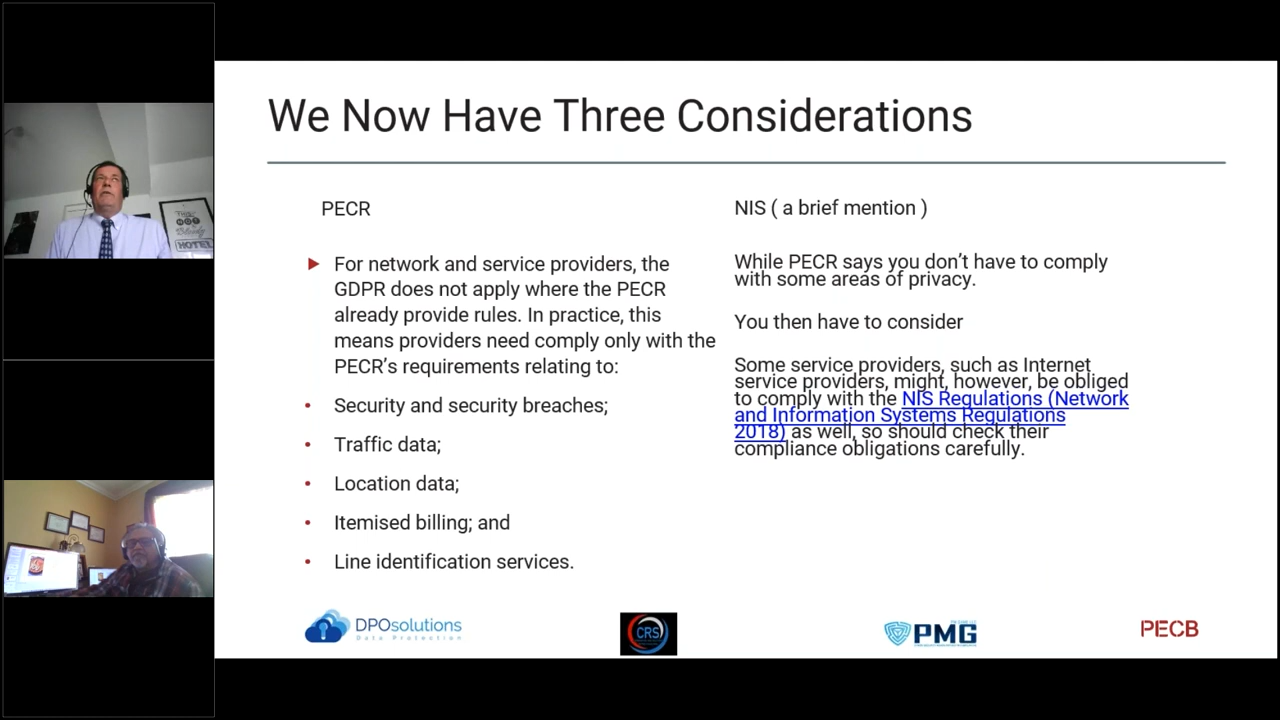 We Now Have Three Considerations
PECR
For network and service providers, the
GDPR does not apply where the PECR
already provide rules. In practice, this
means providers need comply only with the
PECR’s requirements relating to:
• Security and security breaches;
• Traffic data;
• Location data;
• Itemised billing; and
• Line identification services.
NIS ( a brief mention )
While PECR says you don’t have to comply
with some areas of privacy.
You then have to consider
Some service providers, such as Internet
service providers, might, however, be obliged
to comply with the NIS Regulations (Network
and Information Systems Regulations
2018) as well, so should check their
compliance obligations carefully.
DPOsolutions
Data Protection
CRS
PMG
PECB
HOT
HOTEL